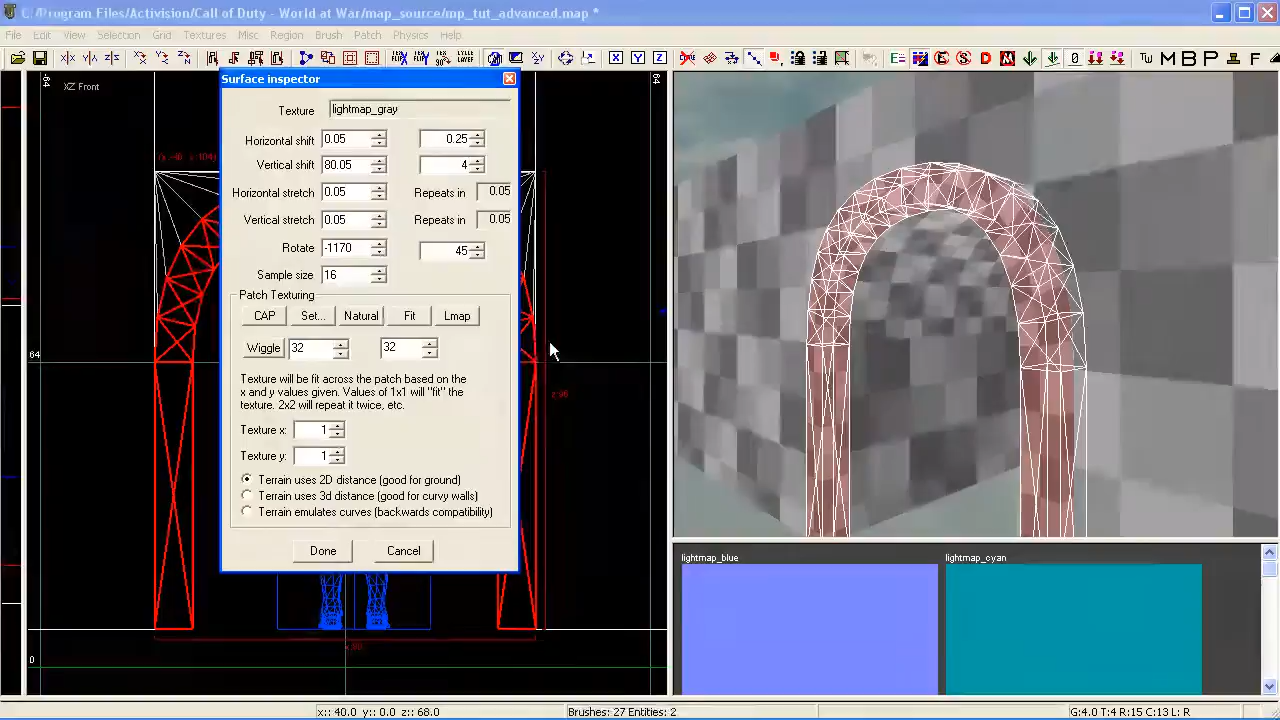 C:/Program Files/Activision/Call of Duty - World at War/map_source/mp_tut_advanced.map *
File Edit View Selection Grid Textures Misc Region Brush Patch Physics Help
Tw M B P F
XZ Front
64
64
0
x:80
z:96
Surface inspector
Texture lightmap_gray
Horizontal shift 0.05 0.25
Vertical shift 80.05 4
Horizontal stretch 0.05 Repeats in 0.05
Vertical stretch 0.05 Repeats in 0.05
Rotate -1170 45
Sample size 16
Patch Texturing
CAP Set... Natural Fit Lmap
Wiggle 32 32
Texture will be fit across the patch based on the
x and y values given. Values of 1x1 will "fit" the
texture. 2x2 will repeat it twice, etc.
Texture x: 1
Texture y: 1
Terrain uses 2D distance (good for ground)
Terrain uses 3d distance (good for curvy walls)
Terrain emulates curves (backwards compatibility)
Done Cancel
lightmap_blue lightmap_cyan
x:: 40.0 y:: 0.0 z:: 68.0 Brushes: 27 Entities: 2 G:4.0 T:4 R:15 C:13 L: R